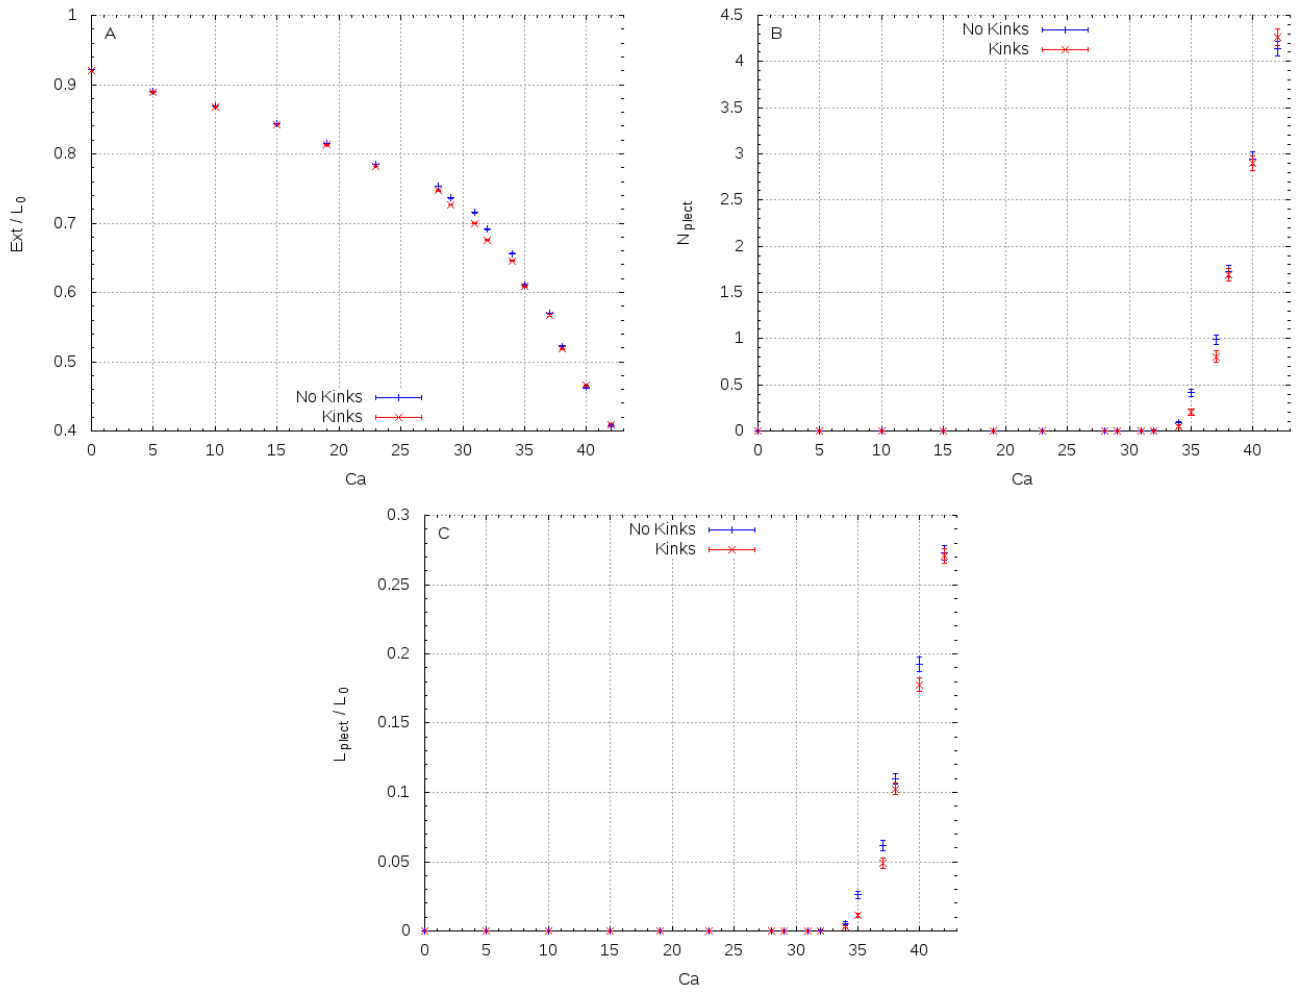 A
No Kinks
Kinks
Ext / L0
1
0.9
0.8
0.7
0.6
0.5
0.4
0 5 10 15 20 25 30 35 40
Ca
B
No Kinks
Kinks
Nplect
4.5
4
3.5
3
2.5
2
1.5
1
0.5
0
0 5 10 15 20 25 30 35 40
Ca
C
No Kinks
Kinks
Lplect / L0
0.3
0.25
0.2
0.15
0.1
0.05
0
0 5 10 15 20 25 30 35 40
Ca